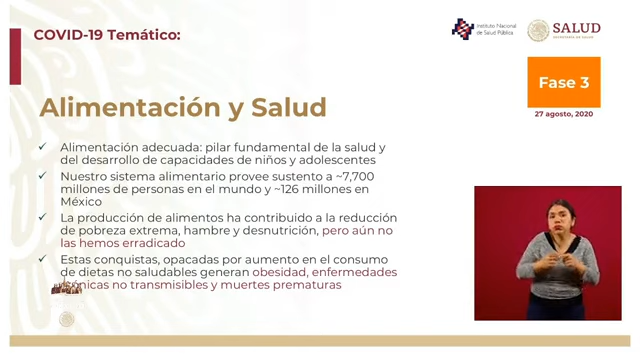 COVID-19 Temático:
Instituto Nacional
de Salud Pública
SALUD
SECRETARÍA DE SALUD
Fase 3
27 agosto, 2020
Alimentación y Salud
✓ Alimentación adecuada: pilar fundamental de la salud y
del desarrollo de capacidades de niños y adolescentes
✓ Nuestro sistema alimentario provee sustento a ~7,700
millones de personas en el mundo y ~126 millones en
México
✓ La producción de alimentos ha contribuido a la reducción
de pobreza extrema, hambre y desnutrición, pero aún no
las hemos erradicado
✓ Estas conquistas, opacadas por aumento en el consumo
de dietas no saludables generan obesidad, enfermedades
crónicas no transmisibles y muertes prematuras